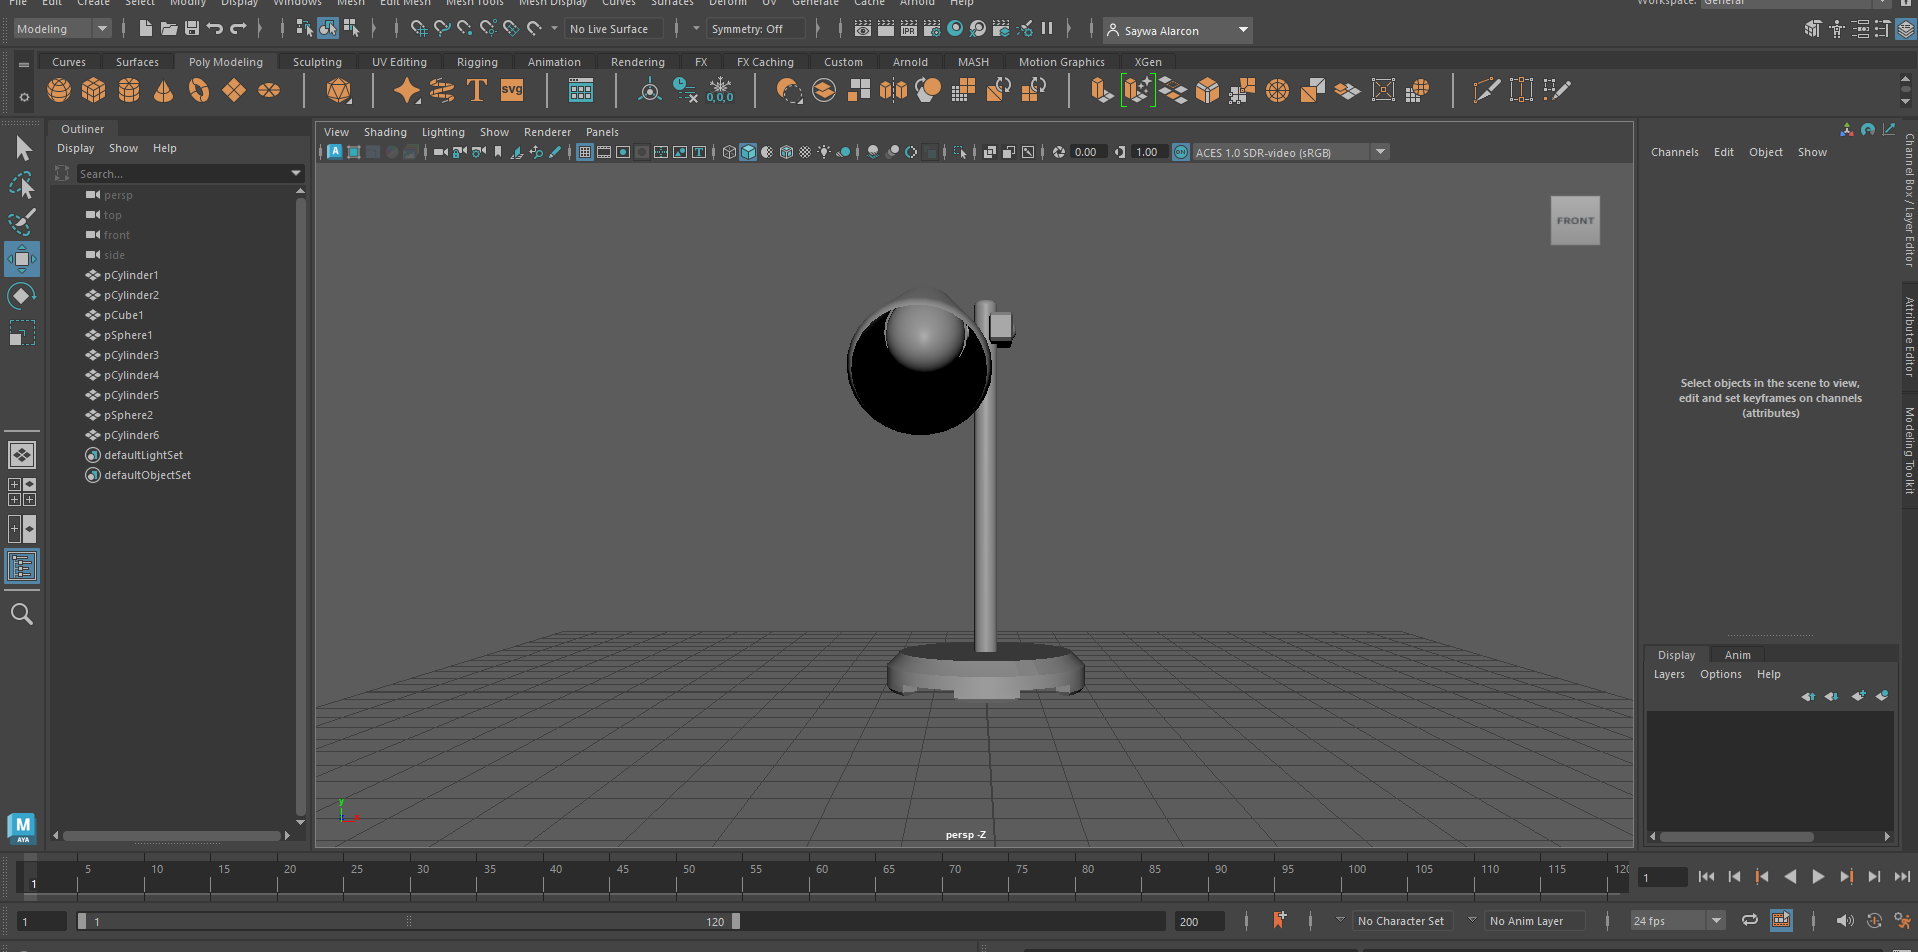 File Edit Create Select Modify Display Windows Mesh Edit Mesh Mesh Tools Mesh Display Curves Surfaces Deform UV Generate Cache Arnold Help Workspace: General
Modeling No Live Surface Symmetry: Off Saywa Alarcon
Curves Surfaces Poly Modeling Sculpting UV Editing Rigging Animation Rendering FX FX Caching Custom Arnold MASH Motion Graphics XGen
IPR
T svg 0,0,0
Outliner
Display Show Help
Search...
persp
top
front
side
pCylinder1
pCylinder2
pCube1
pSphere1
pCylinder3
pCylinder4
pCylinder5
pSphere2
pCylinder6
defaultLightSet
defaultObjectSet
View Shading Lighting Show Renderer Panels
0.00 1.00 ON ACES 1.0 SDR-video (sRGB)
FRONT
y
persp -Z
Channels Edit Object Show
Select objects in the scene to view,
edit and set keyframes on channels
(attributes)
Channel Box / Layer Editor
Attribute Editor
Modeling Toolkit
Display Anim
Layers Options Help
M
AYA
5 10 15 20 25 30 35 40 45 50 55 60 65 70 75 80 85 90 95 100 105 110 115 120
1 1
1 1 120 200 No Character Set No Anim Layer 24 fps